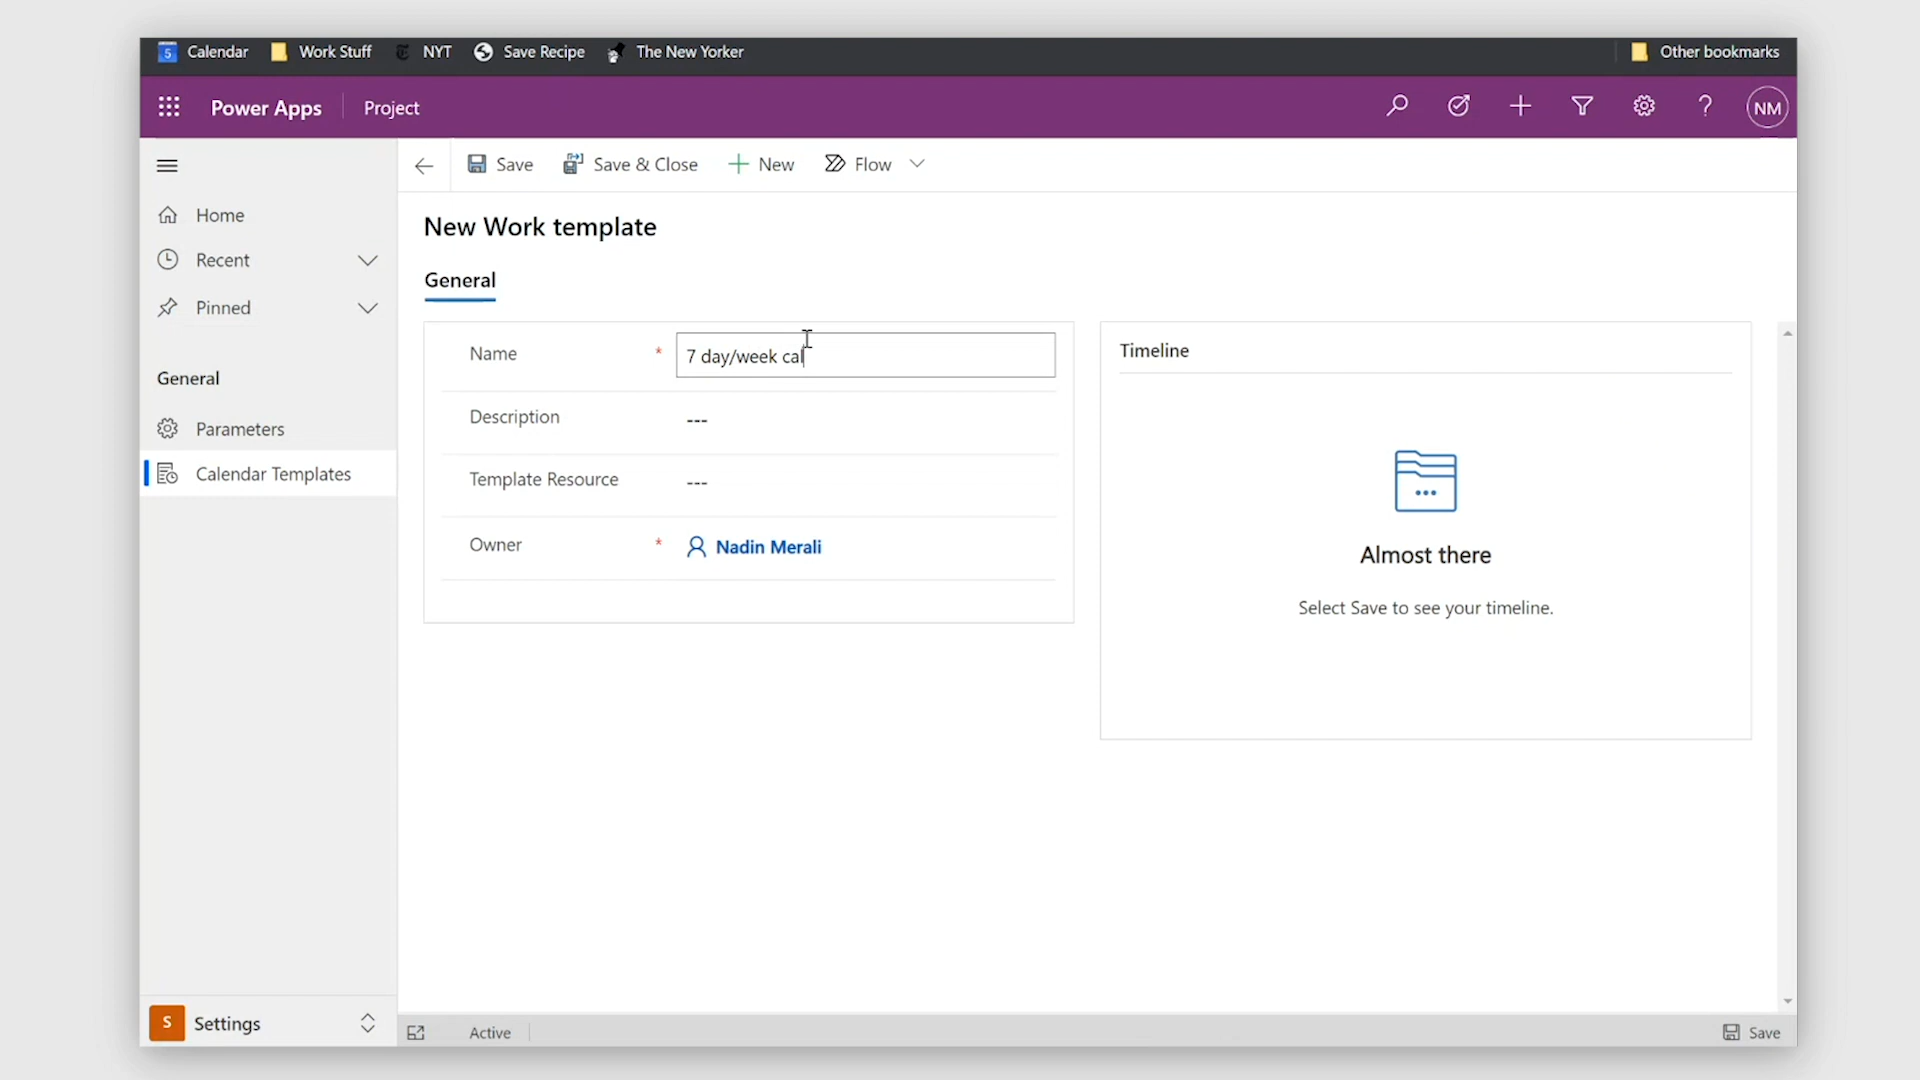 5 Calendar Work Stuff NYT Save Recipe The New Yorker Other bookmarks
Power Apps Project NM
Save Save & Close New Flow
Home
Recent
Pinned
General
Parameters
Calendar Templates
New Work template
General
Name * 7 day/week cal
Description ---
Template Resource ---
Owner * Nadin Merali
Timeline
Almost there
Select Save to see your timeline.
S Settings
Active Save